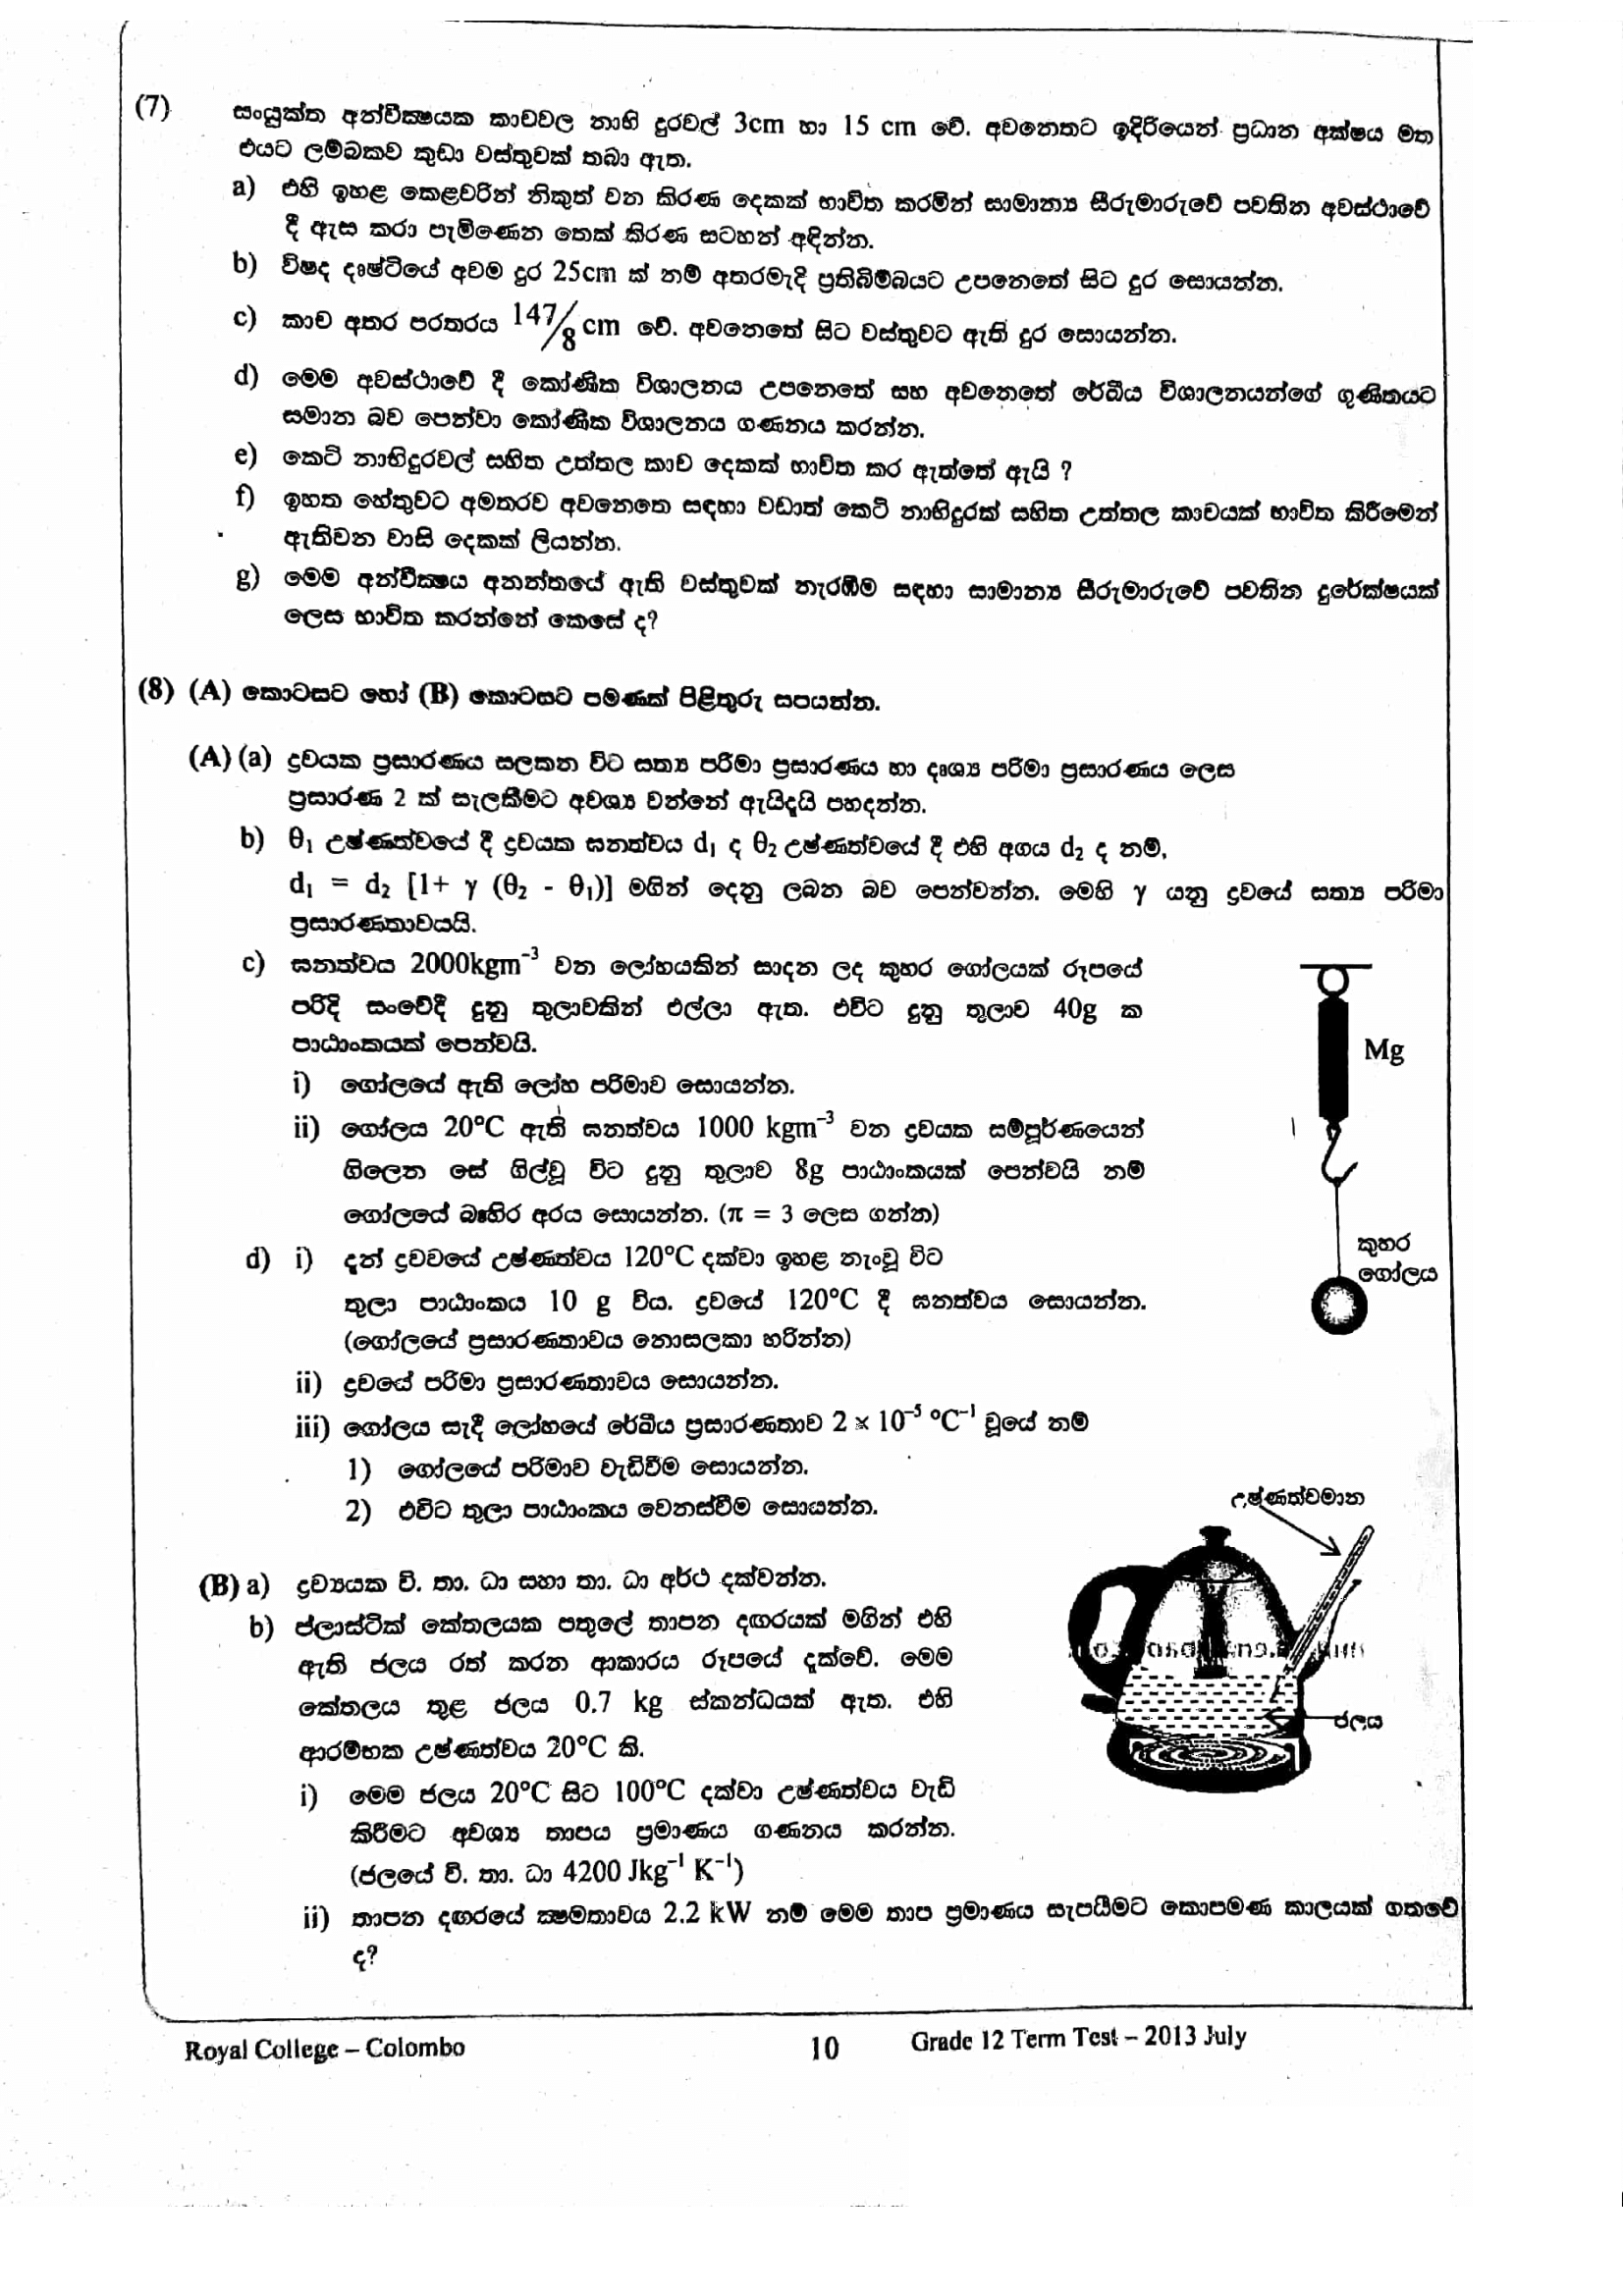 (7) සංයුක්ත අන්වීක්ෂයක කාචවල නාභි දුරවල් 3cm හා 15 cm වේ. අවනෙතට ඉදිරියෙන් ප්‍රධාන අක්ෂය මත
එයට ලම්බකව කුඩා වස්තුවක් තබා ඇත.
a) එහි ඉහළ කෙළවරින් නිකුත් වන කිරණ දෙකක් භාවිත කරමින් සාමාන්‍ය සීරුමාරුවේ පවතින අවස්ථාවේ
දී ඇස කරා පැමිණෙන තෙක් කිරණ සටහන් අඳින්න.
b) විෂද දෘෂ්ටියේ අවම දුර 25cm ක් නම් අතරමැදි ප්‍රතිබිම්බයට උපනෙතේ සිට දුර සොයන්න.
c) කාච අතර පරතරය 147/8 cm වේ. අවනෙතේ සිට වස්තුවට ඇති දුර සොයන්න.
d) මෙම අවස්ථාවේ දී කෝණික විශාලනය උපනෙතේ සහ අවනෙතේ රේඛීය විශාලනයන්ගේ ගුණිතයට
සමාන බව පෙන්වා කෝණික විශාලනය ගණනය කරන්න.
e) කෙටි නාභිදුරවල් සහිත උත්තල කාච දෙකක් භාවිත කර ඇත්තේ ඇයි ?
f) ඉහත හේතුවට අමතරව අවනෙත සඳහා වඩාත් කෙටි නාභිදුරක් සහිත උත්තල කාචයක් භාවිත කිරීමෙන්
ඇතිවන වාසි දෙකක් ලියන්න.
g) මෙම අන්වීක්ෂය අනන්තයේ ඇති වස්තුවක් නැරඹීම සඳහා සාමාන්‍ය සීරුමාරුවේ පවතින දුරේක්ෂයක්
ලෙස භාවිත කරන්නේ කෙසේ ද?
(8) (A) කොටසට හෝ (B) කොටසට පමණක් පිළිතුරු සපයන්න.
(A) (a) ද්‍රවයක ප්‍රසාරණය සලකන විට සත්‍ය පරිමා ප්‍රසාරණය හා දෘශ්‍ය පරිමා ප්‍රසාරණය ලෙස
ප්‍රසාරණ 2 ක් සැලකීමට අවශ්‍ය වන්නේ ඇයිදැයි පහදන්න.
b) θ₁ උෂ්ණත්වයේ දී ද්‍රවයක ඝනත්වය d₁ ද θ₂ උෂ්ණත්වයේ දී එහි අගය d₂ ද නම්,
d₁ = d₂ [1+ γ (θ₂ - θ₁)] මගින් දෙනු ලබන බව පෙන්වන්න. මෙහි γ යනු ද්‍රවයේ සත්‍ය පරිමා
ප්‍රසාරණතාවයයි.
c) ඝනත්වය 2000kgm⁻³ වන ලෝහයකින් සාදන ලද කුහර ගෝලයක් රූපයේ
පරිදි සංවේදී දුනු තුලාවකින් එල්ලා ඇත. එවිට දුනු තුලාව 40g ක
පාඨාංකයක් පෙන්වයි.
Mg
i) ගෝලයේ ඇති ලෝහ පරිමාව සොයන්න.
ii) ගෝලය 20°C ඇති ඝනත්වය 1000 kgm⁻³ වන ද්‍රවයක සම්පූර්ණයෙන්
ගිලෙන සේ ගිල්වූ විට දුනු තුලාව 8g පාඨාංකයක් පෙන්වයි නම්
ගෝලයේ බාහිර අරය සොයන්න. (π = 3 ලෙස ගන්න)
කුහර
ගෝලය
d) i) දැන් ද්‍රවවයේ උෂ්ණත්වය 120°C දක්වා ඉහළ නැංවූ විට
තුලා පාඨාංකය 10 g විය. ද්‍රවයේ 120°C දී ඝනත්වය සොයන්න.
(ගෝලයේ ප්‍රසාරණතාවය නොසලකා හරින්න)
ii) ද්‍රවයේ පරිමා ප්‍රසාරණතාවය සොයන්න.
iii) ගෝලය සැදී ලෝහයේ රේඛීය ප්‍රසාරණතාව 2 × 10⁻⁵ °C⁻¹ වූයේ නම්
1) ගෝලයේ පරිමාව වැඩිවීම සොයන්න.
2) එවිට තුලා පාඨාංකය වෙනස්වීම සොයන්න.
උෂ්ණත්වමාන
(B) a) ද්‍රව්‍යයක වි. තා. ධා සහා තා. ධා අර්ථ දක්වන්න.
b) ප්ලාස්ටික් කේතලයක පතුලේ තාපන දඟරයක් මගින් එහි
ඇති ජලය රත් කරන ආකාරය රූපයේ දැක්වේ. මෙම
කේතලය තුළ ජලය 0.7 kg ස්කන්ධයක් ඇත. එහි
ආරම්භක උෂ්ණත්වය 20°C කි.
ජලය
i) මෙම ජලය 20°C සිට 100°C දක්වා උෂ්ණත්වය වැඩි
කිරීමට අවශ්‍ය තාපය ප්‍රමාණය ගණනය කරන්න.
(ජලයේ වි. තා. ධා 4200 Jkg⁻¹ K⁻¹)
ii) තාපන දඟරයේ ක්ෂමතාවය 2.2 kW නම් මෙම තාප ප්‍රමාණය සැපයීමට කොපමණ කාලයක් ගතවේ
ද?
Royal College – Colombo 10 Grade 12 Term Test – 2013 July